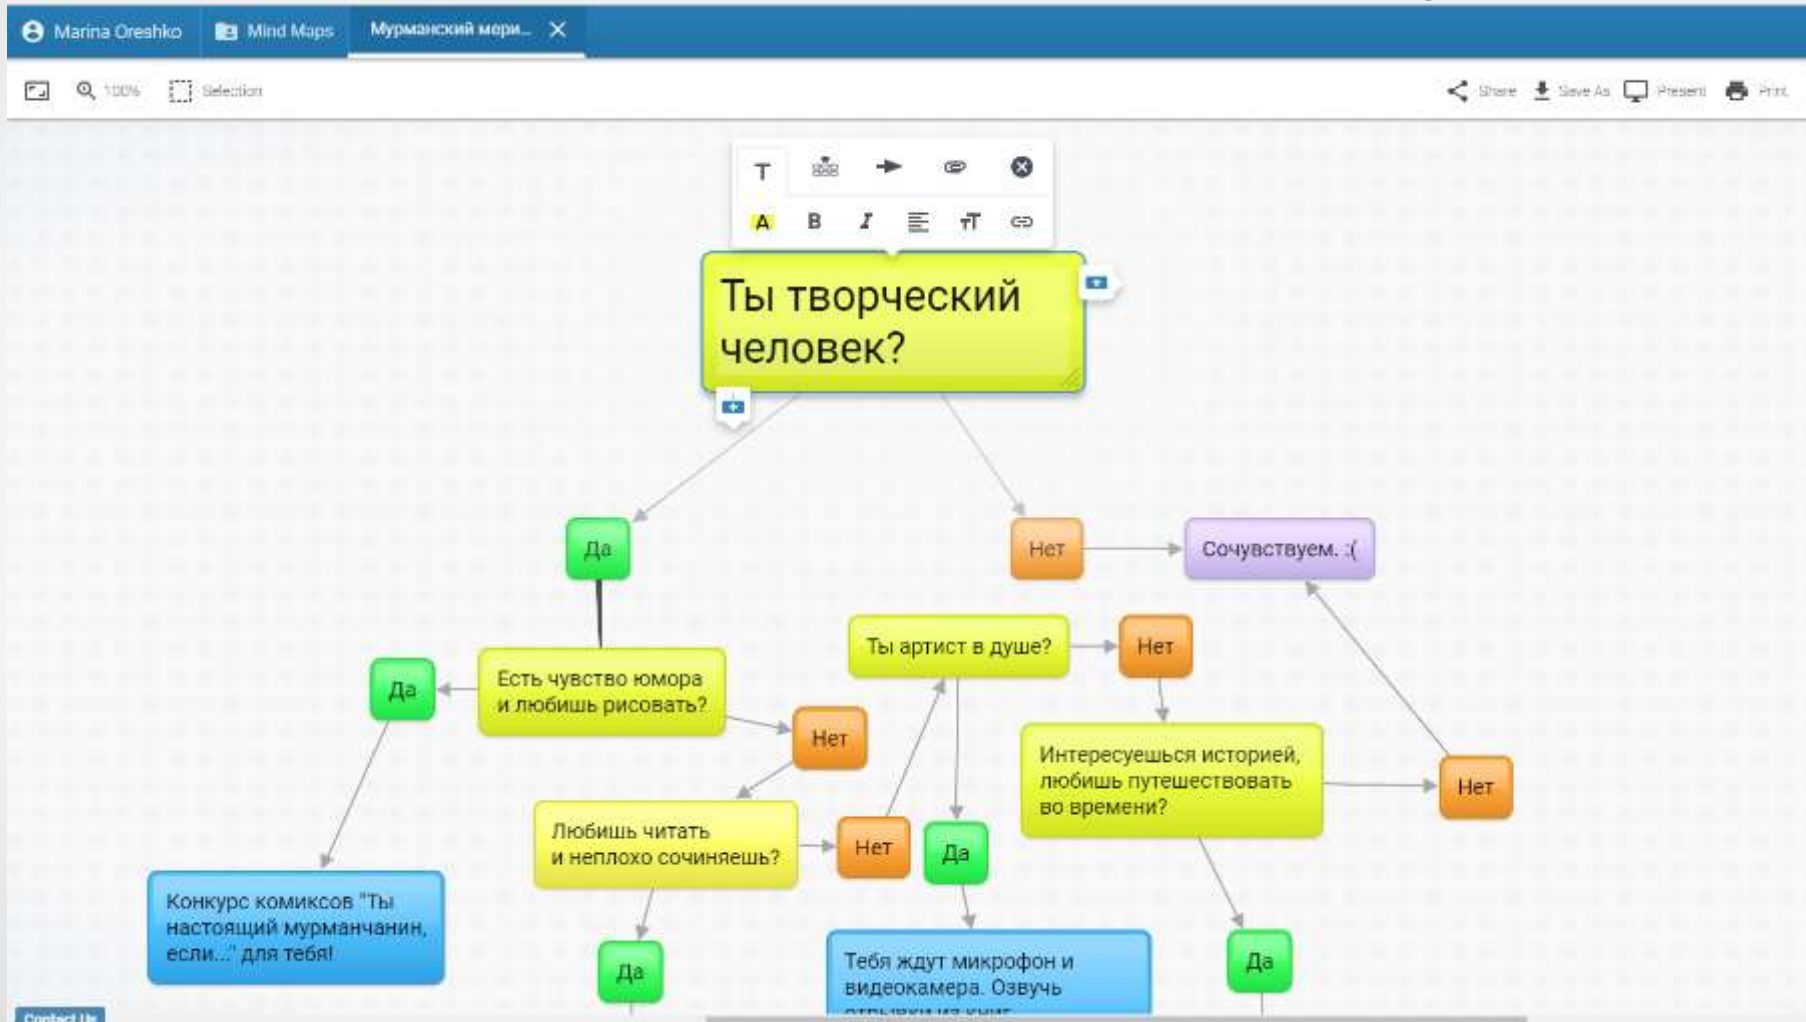 Marina Oreshko
Mind Maps
Мурманский мери...
100%
Selection
Share
Save As
Present
Print
T
A B I T
Ты творческий
человек?
Да
Нет
Сочувствуем. :(
Ты артист в душе?
Нет
Да
Есть чувство юмора
и любишь рисовать?
Нет
Интересуешься историей,
любишь путешествовать
во времени?
Нет
Любишь читать
и неплохо сочиняешь?
Нет
Да
Конкурс комиксов "Ты
настоящий мурманчанин,
если..." для тебя!
Да
Тебя ждут микрофон и
видеокамера. Озвучь
отрывки из книг
Да
Contact Us